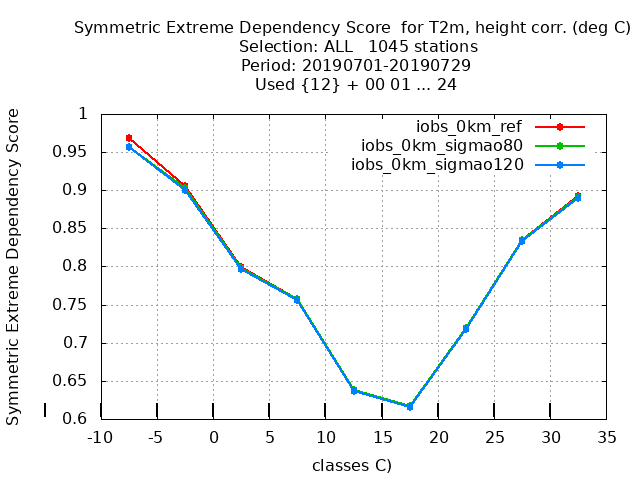 Symmetric Extreme Dependency Score  for T2m, height corr. (deg C)
Selection: ALL   1045 stations
Period: 20190701-20190729
Used {12} + 00 01 ... 24
Symmetric Extreme Dependency Score
1
0.95
0.9
0.85
0.8
0.75
0.7
0.65
0.6
iobs_0km_ref
iobs_0km_sigmao80
iobs_0km_sigmao120
-10 -5 0 5 10 15 20 25 30 35
classes C)